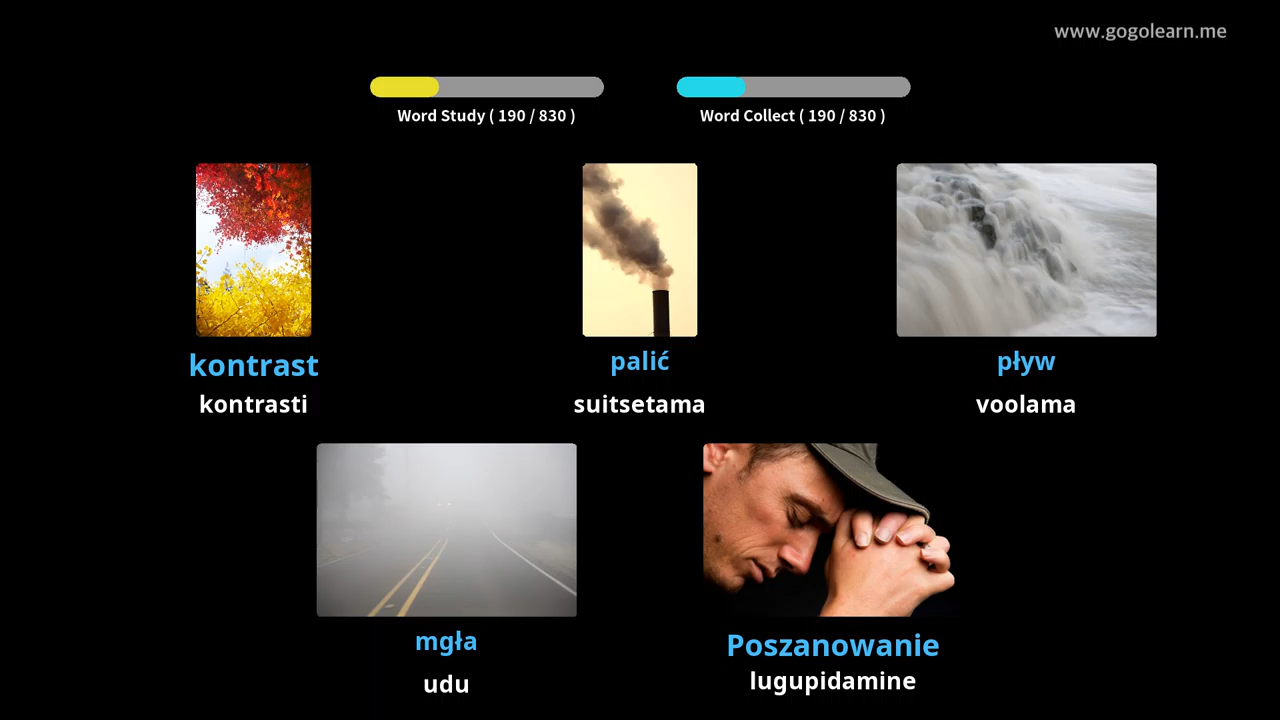 www.gogolearn.me
Word Study ( 190 / 830 )
Word Collect ( 190 / 830 )
kontrast
kontrasti
palić
suitsetama
pływ
voolama
mgła
udu
Poszanowanie
lugupidamine